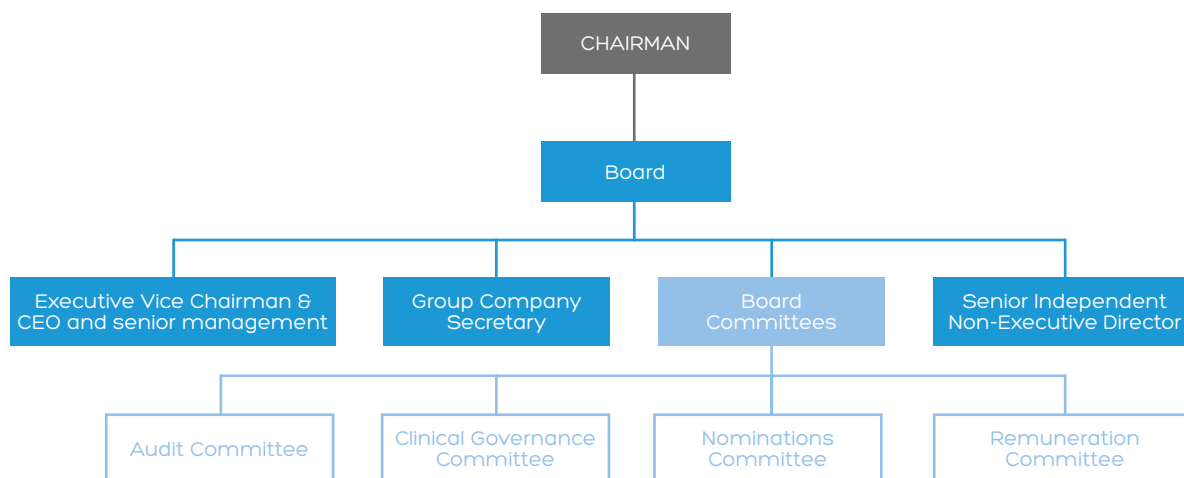 CHAIRMAN
Board
Executive Vice Chairman &
CEO and senior management
Group Company
Secretary
Board
Committees
Senior Independent
Non-Executive Director
Audit Committee
Clinical Governance
Committee
Nominations
Committee
Remuneration
Committee